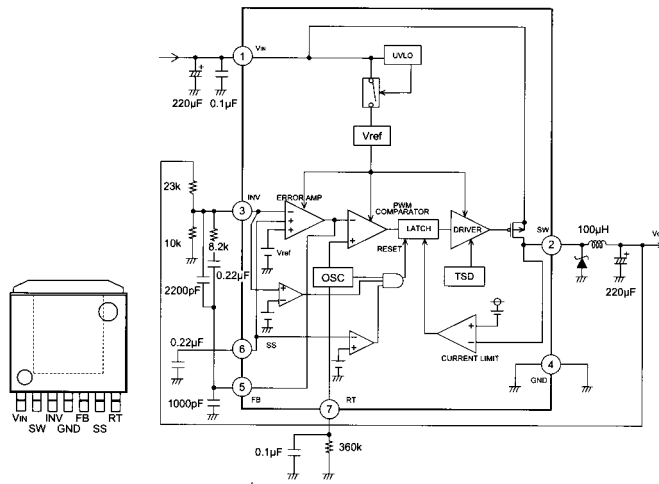 1
VIN
UVLO
220µF
0.1µF
Vref
23k
3
INV
ERROR AMP
PWM
COMPARATOR
LATCH
DRIVER
SW
2
100µH
10k
8.2k
Vref
RESET
0.22µF
OSC
TSD
220µF
2200pF
0.22µF
6
SS
CURRENT LIMIT
4
GND
5
FB
1000pF
7
RT
0.1µF
360k
VIN
INV
FB
RT
SW
GND
SS